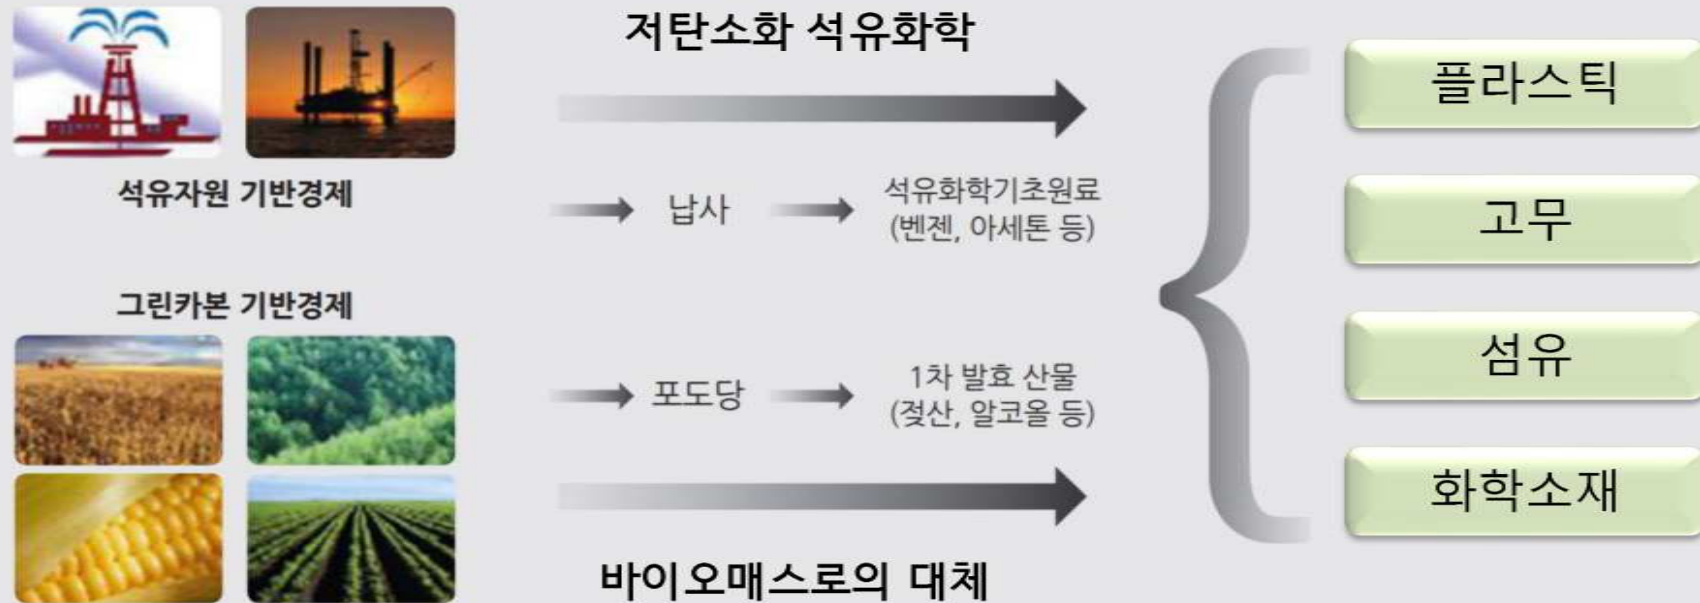 저탄소화 석유화학
석유자원 기반경제
납사
석유화학기초원료
(벤젠, 아세톤 등)
그린카본 기반경제
포도당
1차 발효 산물
(젖산, 알코올 등)
바이오매스로의 대체
플라스틱
고무
섬유
화학소재